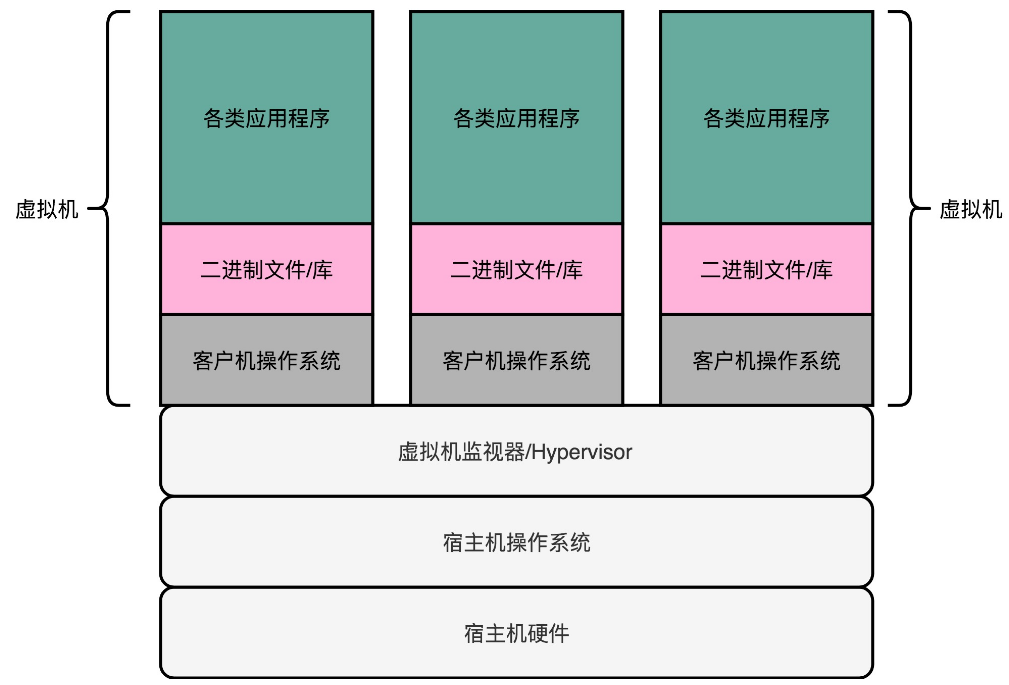 各类应用程序
各类应用程序
各类应用程序
虚拟机
虚拟机
二进制文件/库
二进制文件/库
二进制文件/库
客户机操作系统
客户机操作系统
客户机操作系统
虚拟机监视器/Hypervisor
宿主机操作系统
宿主机硬件